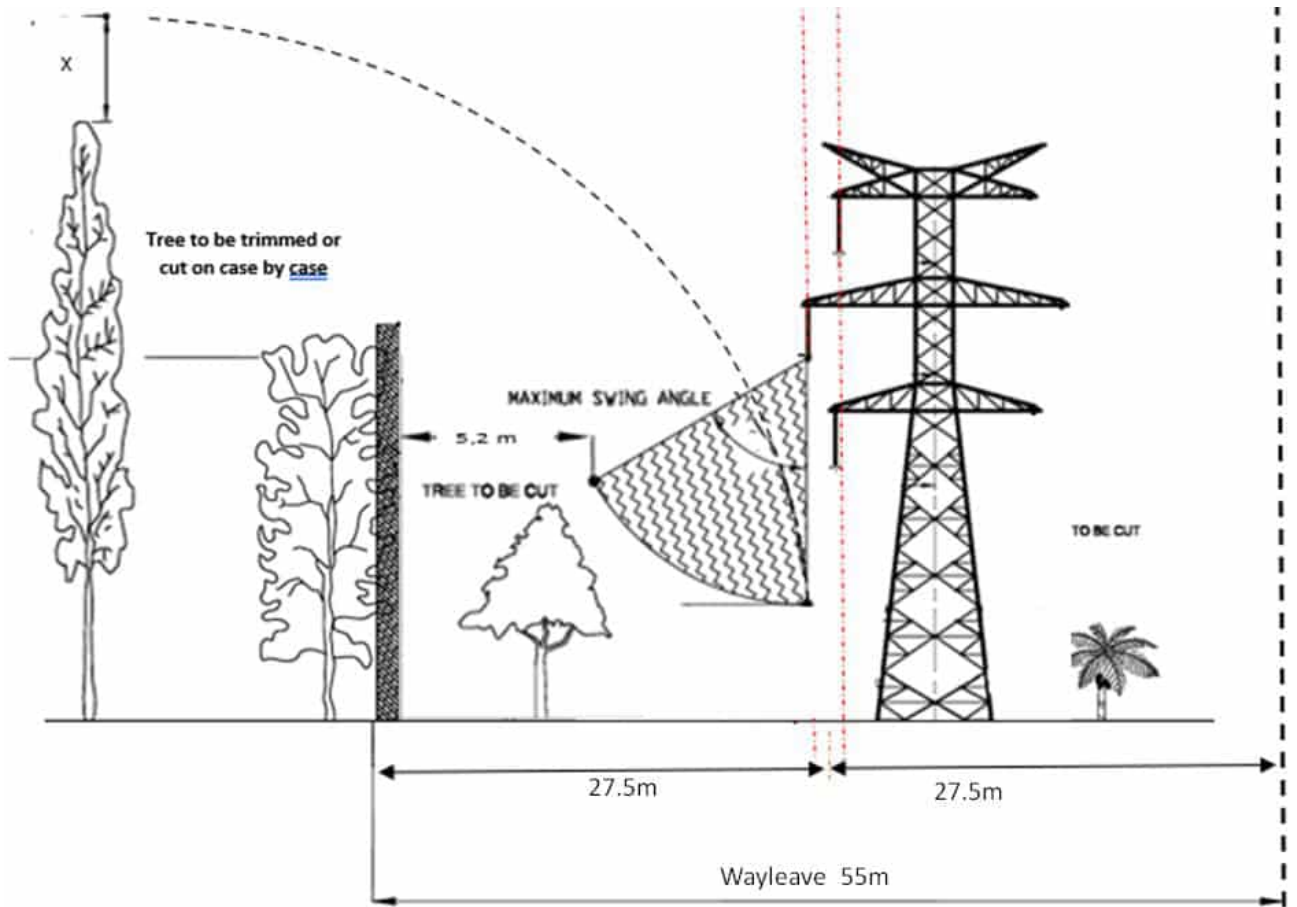 X
Tree to be trimmed or
cut on case by case
MAXIMUM SWING ANGLE
5,2 m
TREE TO BE CUT
TO BE CUT
27.5m
27.5m
Wayleave 55m